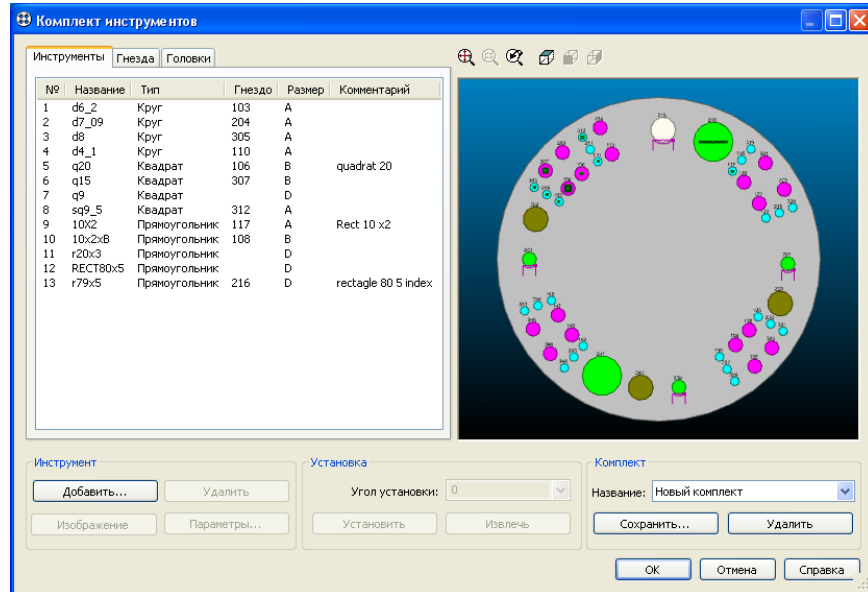 Комплект инструментов
Инструменты Гнезда Головки
№ Название Тип Гнездо Размер Комментарий
1 d6_2 Круг 103 A
2 d7_09 Круг 204 A
3 d8 Круг 305 A
4 d4_1 Круг 110 A
5 q20 Квадрат 106 B quadrat 20
6 q15 Квадрат 307 B
7 q9 Квадрат D
8 sq9_5 Квадрат 312 A
9 10X2 Прямоугольник 117 A Rect 10 x2
10 10x2xB Прямоугольник 108 B
11 r20x3 Прямоугольник D
12 RECT80x5 Прямоугольник D
13 r79x5 Прямоугольник 216 D rectagle 80 5 index
Инструмент Установка Комплект
Добавить... Удалить Угол установки: 0 Название: Новый комплект
Изображение Параметры... Установить Извлечь Сохранить... Удалить
OK Отмена Справка